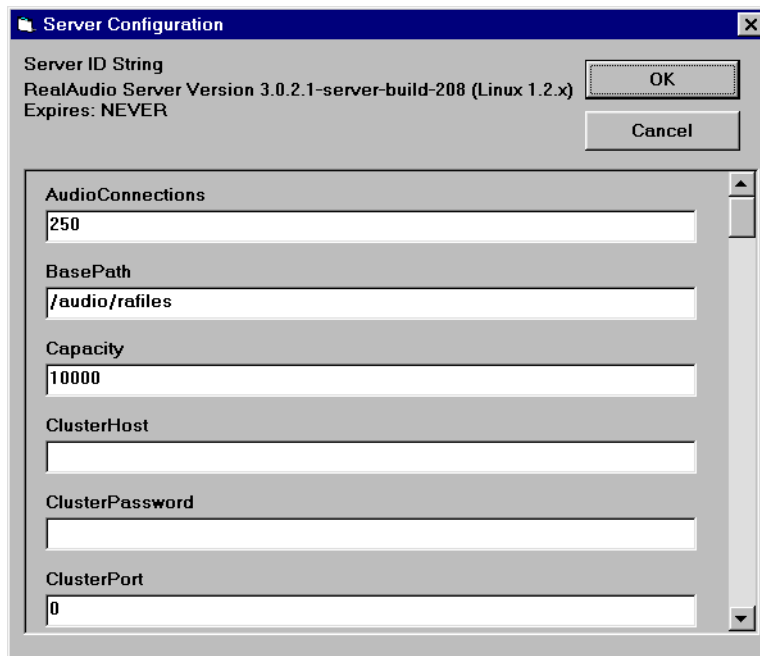 Server Configuration
Server ID String
RealAudio Server Version 3.0.2.1-server-build-208 (Linux 1.2.x)
Expires: NEVER
OK
Cancel
AudioConnections
250
BasePath
/audio/rafiles
Capacity
10000
ClusterHost
ClusterPassword
ClusterPort
0